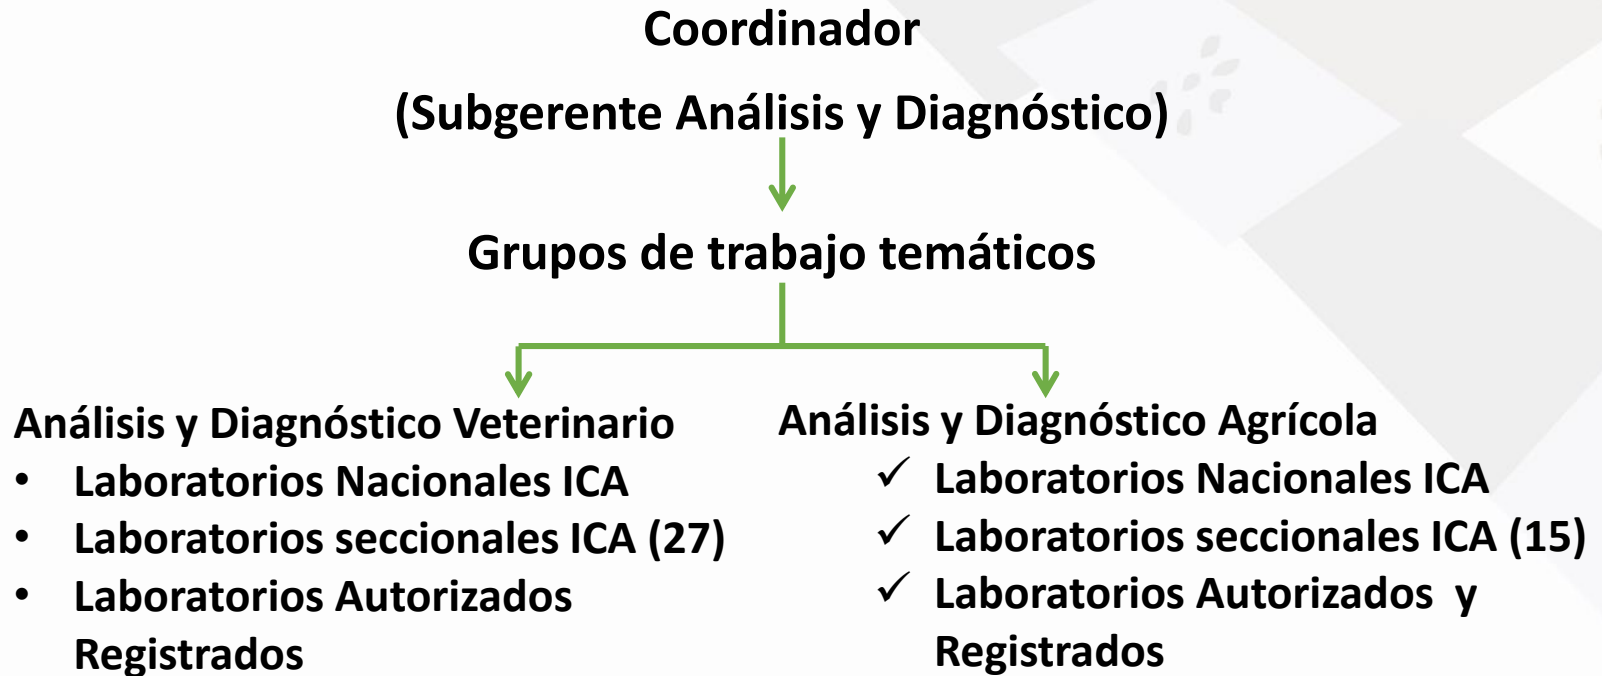 Coordinador
(Subgerente Análisis y Diagnóstico)
Grupos de trabajo temáticos
Análisis y Diagnóstico Veterinario
• Laboratorios Nacionales ICA
• Laboratorios seccionales ICA (27)
• Laboratorios Autorizados
Registrados
Análisis y Diagnóstico Agrícola
✓ Laboratorios Nacionales ICA
✓ Laboratorios seccionales ICA (15)
✓ Laboratorios Autorizados y
Registrados